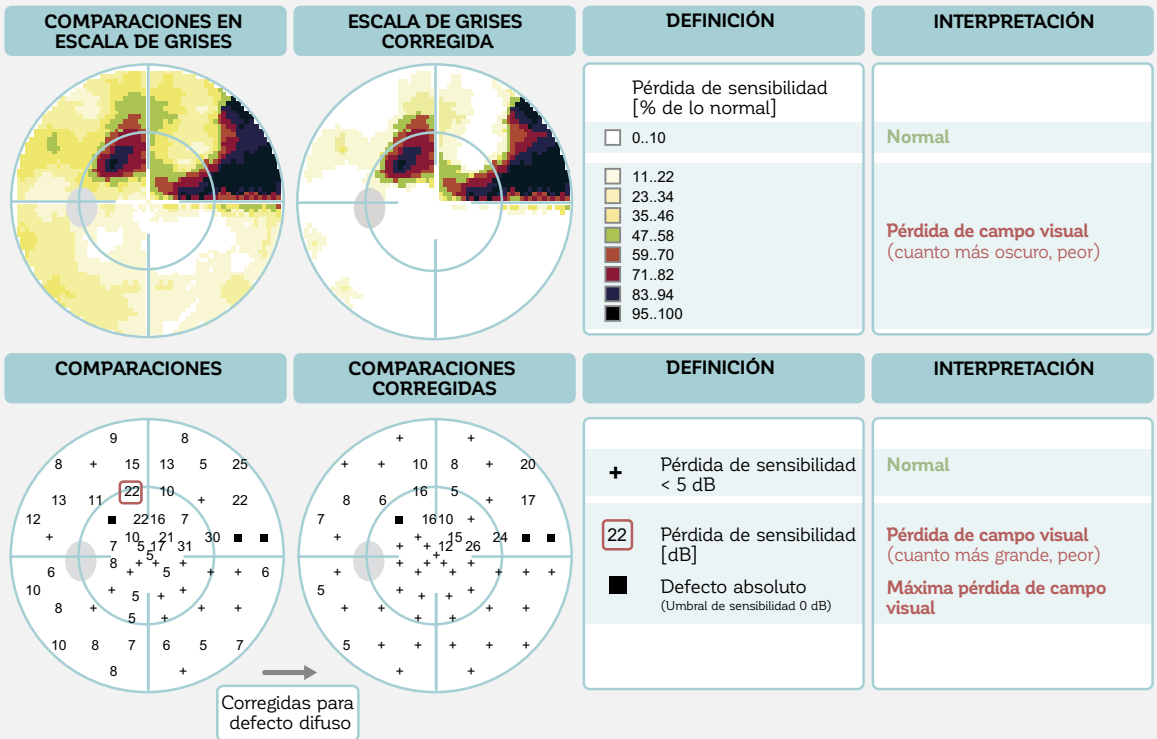 COMPARACIONES EN
ESCALA DE GRISES
ESCALA DE GRISES
CORREGIDA
DEFINICIÓN
INTERPRETACIÓN
Pérdida de sensibilidad
[% de lo normal]
0..10
Normal
11..22
23..34
35..46
47..58
59..70
71..82
83..94
95..100
Pérdida de campo visual
(cuanto más oscuro, peor)
COMPARACIONES
COMPARACIONES
CORREGIDAS
DEFINICIÓN
INTERPRETACIÓN
9 8
8 + 15 13 5 25
13 11 22 10 + 22
12 22 16 7
+ 10 21 30
7 5 17 31
5
8 + +
6 + 5 + + 6
10 + +
5 +
8 + + +
5 +
10 8 7 6 5 7
8 +
+ +
+ + 10 8 + 20
8 6 16 5 + 17
7 16 10 +
+ + 15 24
+ + 12 26
+
+ + +
+ + + + + + +
5 + + +
+ +
+ + + +
+ +
5 + + + + +
+ +
+ Pérdida de sensibilidad
< 5 dB
Normal
22 Pérdida de sensibilidad
[dB]
Pérdida de campo visual
(cuanto más grande, peor)
Defecto absoluto
(Umbral de sensibilidad 0 dB)
Máxima pérdida de campo
visual
Corregidas para
defecto difuso